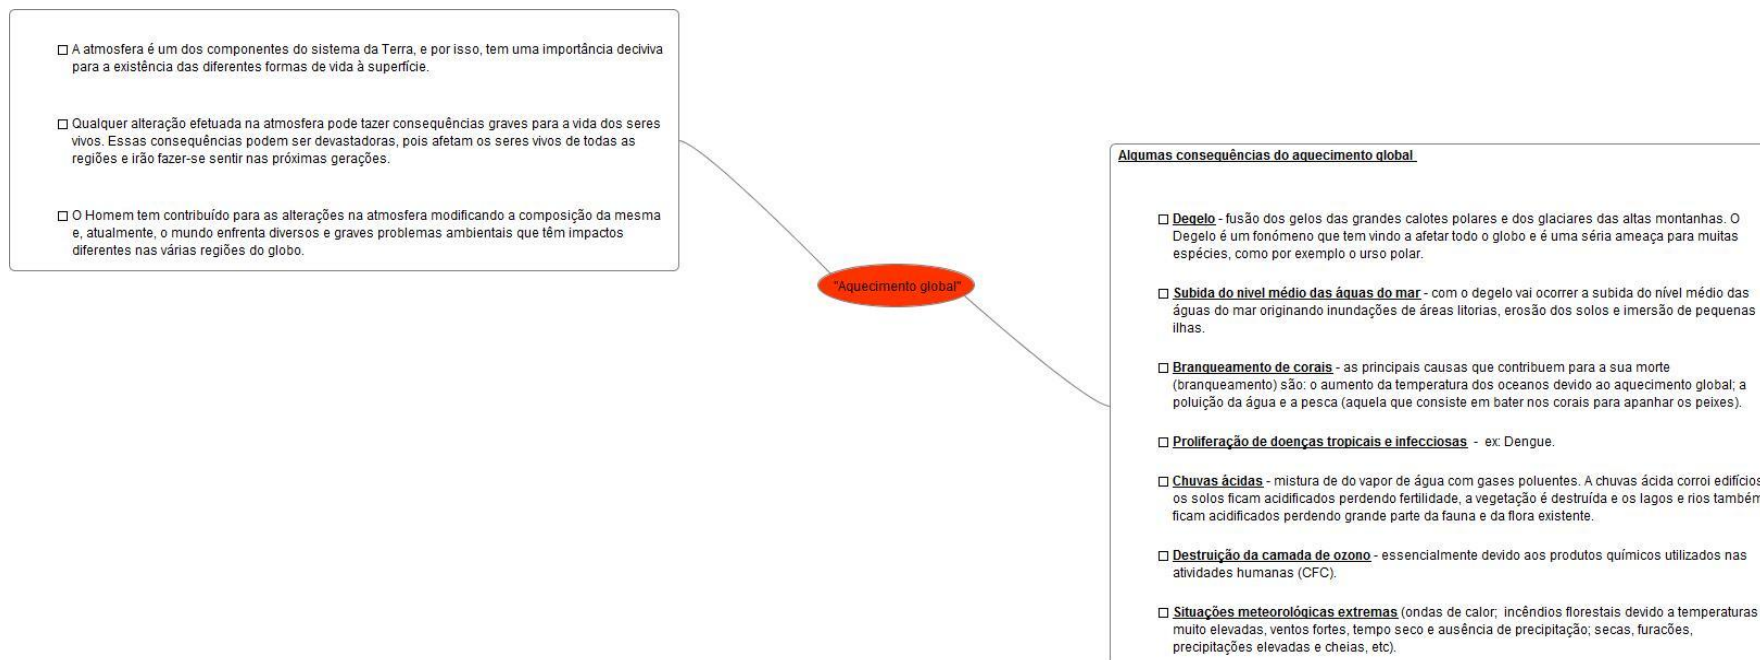 A atmosfera é um dos componentes do sistema da Terra, e por isso, tem uma importância deciviva
para a existência das diferentes formas de vida à superfície.
Qualquer alteração efetuada na atmosfera pode tazer consequências graves para a vida dos seres
vivos. Essas consequências podem ser devastadoras, pois afetam os seres vivos de todas as
regiões e irão fazer-se sentir nas próximas gerações.
O Homem tem contribuído para as alterações na atmosfera modificando a composição da mesma
e, atualmente, o mundo enfrenta diversos e graves problemas ambientais que têm impactos
diferentes nas várias regiões do globo.
"Aquecimento global"
Algumas consequências do aquecimento global
Degelo - fusão dos gelos das grandes calotes polares e dos glaciares das altas montanhas. O
Degelo é um fonómeno que tem vindo a afetar todo o globo e é uma séria ameaça para muitas
espécies, como por exemplo o urso polar.
Subida do nivel médio das águas do mar - com o degelo vai ocorrer a subida do nível médio das
águas do mar originando inundações de áreas litorias, erosão dos solos e imersão de pequenas
ilhas.
Branqueamento de corais - as principais causas que contribuem para a sua morte
(branqueamento) são: o aumento da temperatura dos oceanos devido ao aquecimento global; a
poluição da água e a pesca (aquela que consiste em bater nos corais para apanhar os peixes).
Proliferação de doenças tropicais e infecciosas - ex: Dengue.
Chuvas ácidas - mistura de do vapor de água com gases poluentes. A chuvas ácida corroi edifícios
os solos ficam acidificados perdendo fertilidade, a vegetação é destruída e os lagos e rios também
ficam acidificados perdendo grande parte da fauna e da flora existente.
Destruição da camada de ozono - essencialmente devido aos produtos químicos utilizados nas
atividades humanas (CFC).
Situações meteorológicas extremas (ondas de calor; incêndios florestais devido a temperaturas
muito elevadas, ventos fortes, tempo seco e ausência de precipitação; secas, furacões,
precipitações elevadas e cheias, etc).